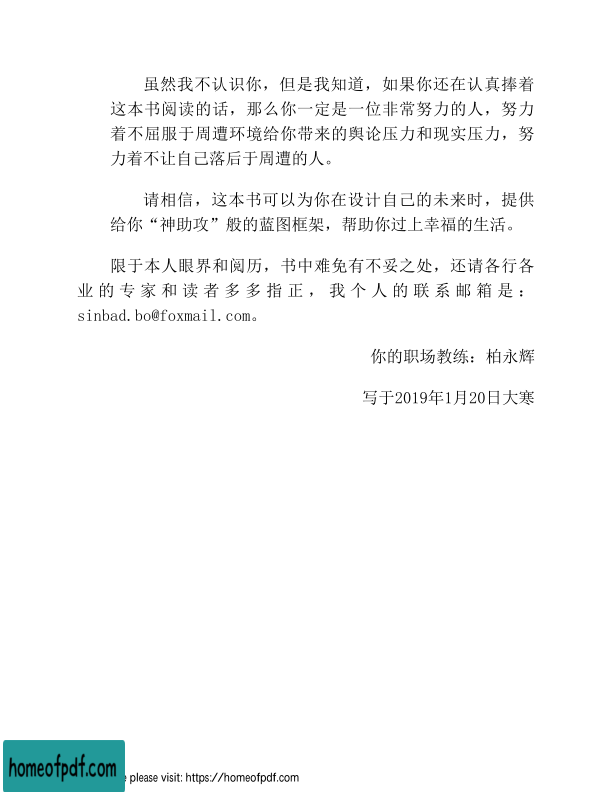 虽然我不认识你，但是我知道，如果你还在认真捧着
这本书阅读的话，那么你一定是一位非常努力的人，努力
着不屈服于周遭环境给你带来的舆论压力和现实压力，努
力着不让自己落后于周遭的人。
请相信，这本书可以为你在设计自己的未来时，提供
给你“神助攻”般的蓝图框架，帮助你过上幸福的生活。
限于本人眼界和阅历，书中难免有不妥之处，还请各行各
业的专家和读者多多指正，我个人的联系邮箱是：
sinbad.bo@foxmail.com。
你的职场教练：柏永辉
写于2019年1月20日大寒
homeofpdf.com
e please visit: https://homeofpdf.com